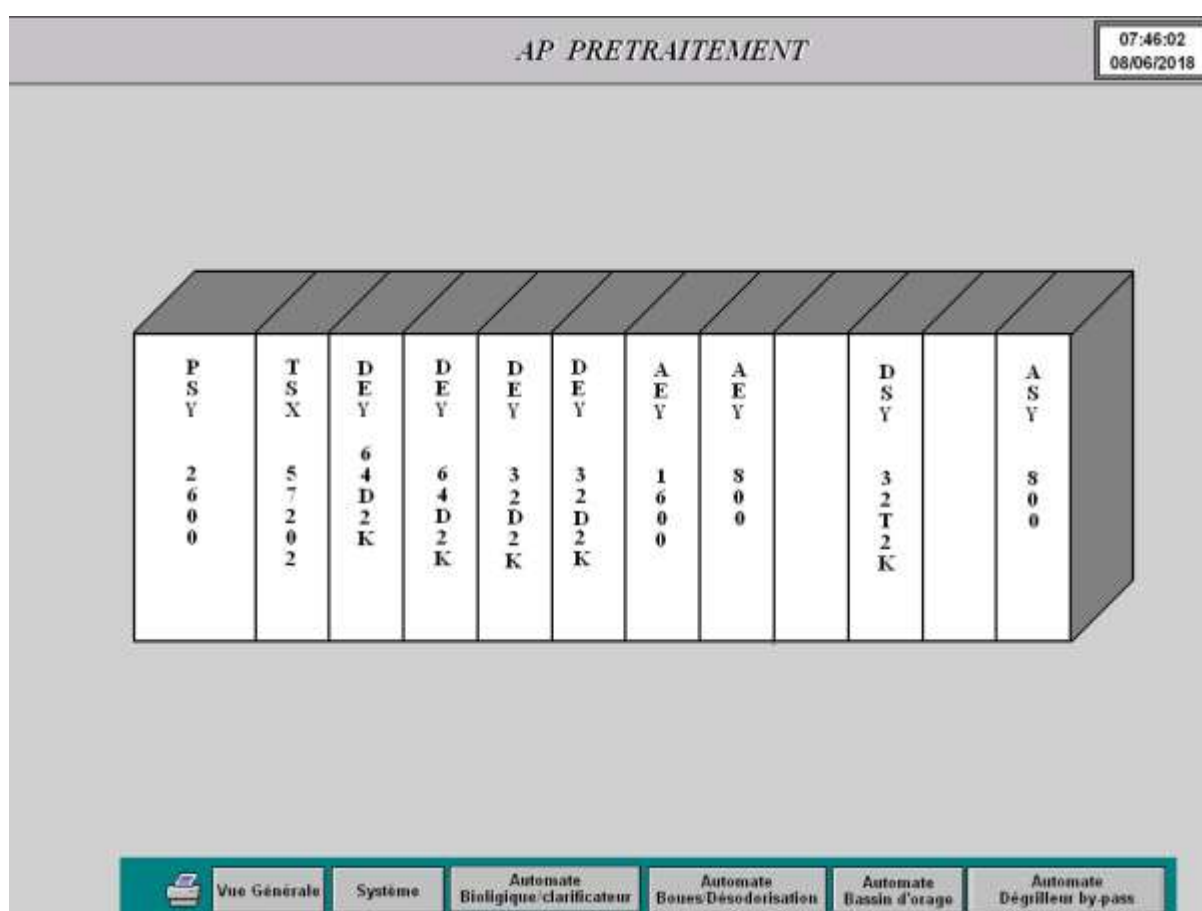 AP PRETRAITEMENT
07:46:02
08/06/2018
PSY 2600
TSX 57202
DEY 64D2K
DEY 64D2K
DEY 32D2K
DEY 32D2K
AEY 1600
AEY 800
DSY 32T2K
ASY 800
Vue Générale
Système
Automate
Bioligique/clarificateur
Automate
Boues/Désodorisation
Automate
Bassin d'orage
Automate
Dégrilleur by-pass